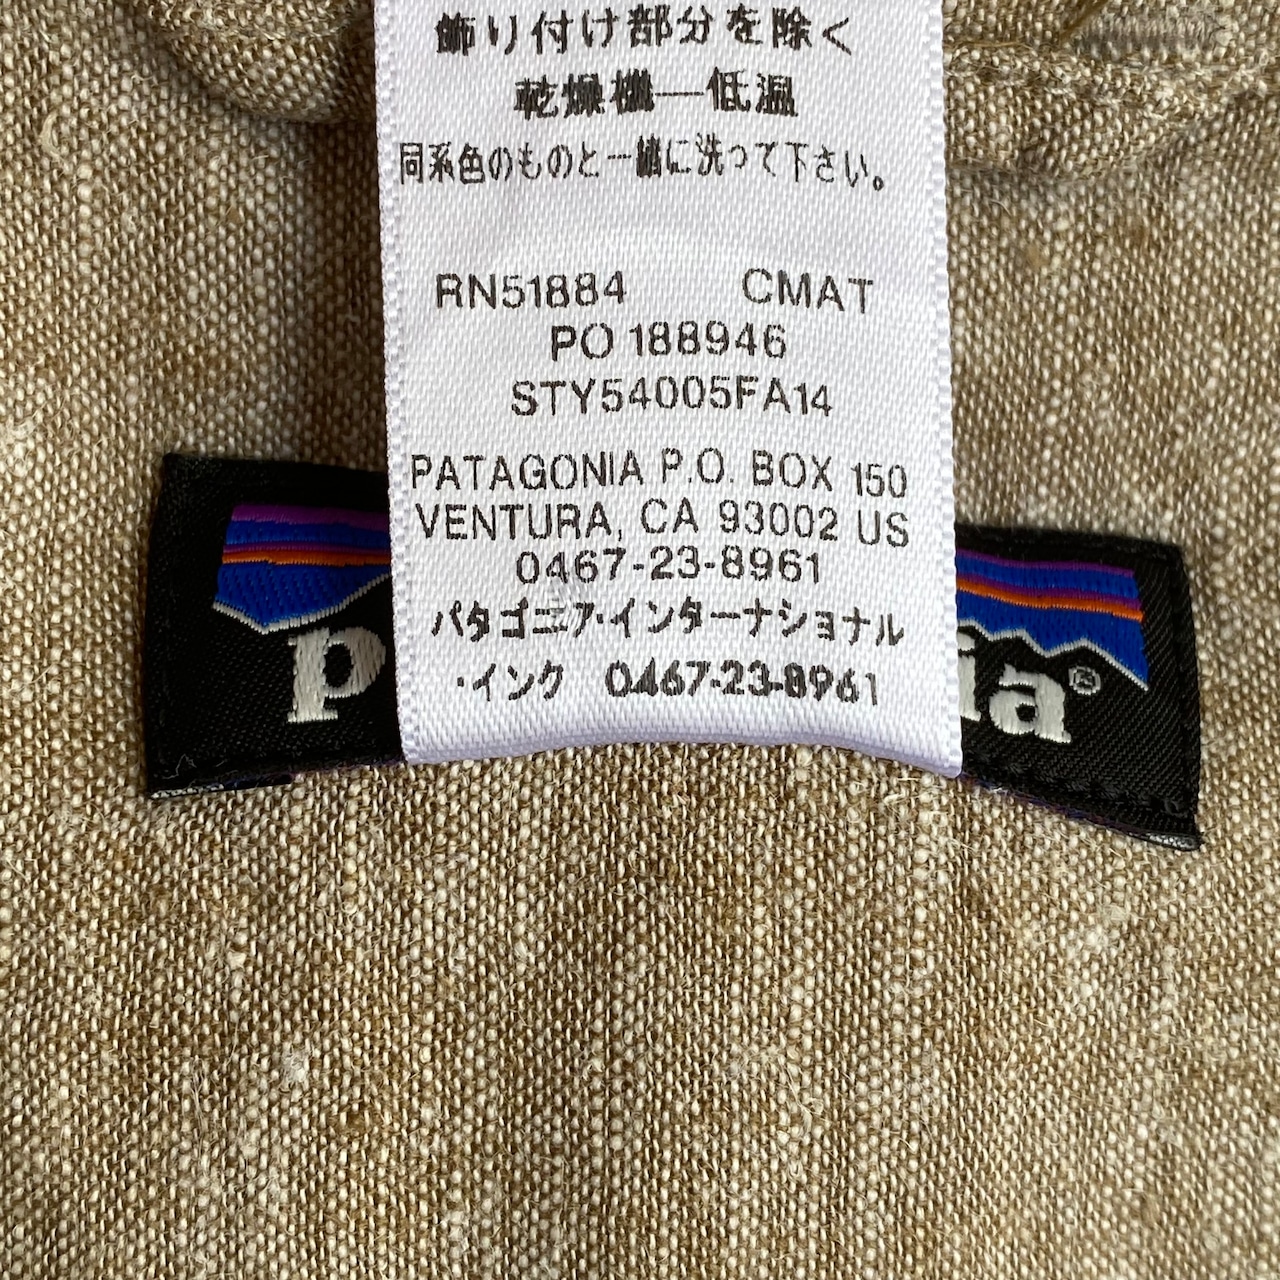 飾り付け部分を除く
乾燥機—低温
同系色のものと一緒に洗って下さい。
RN51884 CMAT
PO 188946
STY54005FA14
PATAGONIA P.O. BOX 150
VENTURA, CA 93002 US
0467-23-8961
パタゴニア・インターナショナル
・インク 0467-23-8961
p
ia®